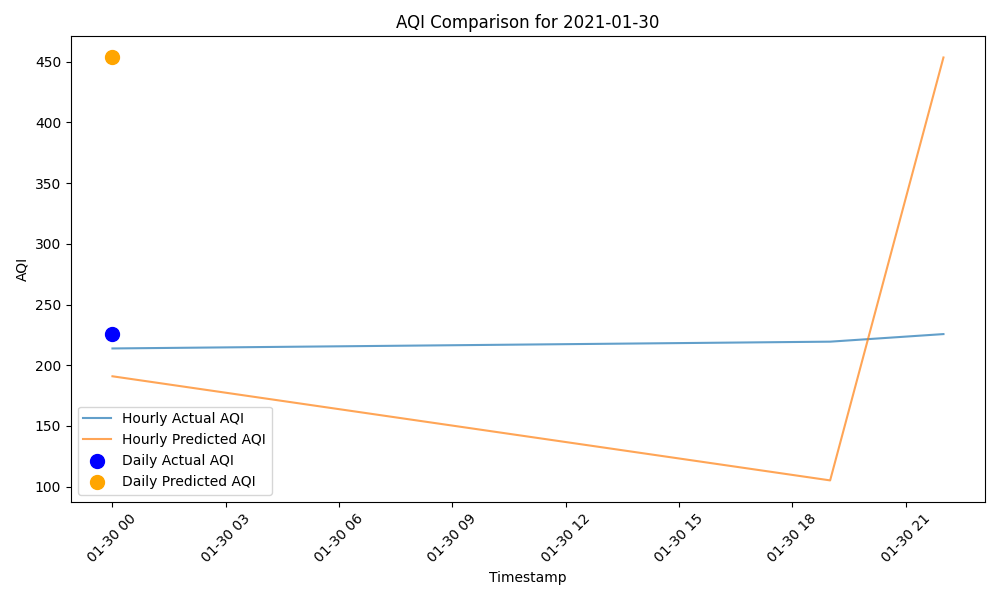 AQI Comparison for 2021-01-30
AQI
450
400
350
300
250
200
150
100
Hourly Actual AQI
Hourly Predicted AQI
Daily Actual AQI
Daily Predicted AQI
01-30 00
01-30 03
01-30 06
01-30 09
01-30 12
01-30 15
01-30 18
01-30 21
Timestamp